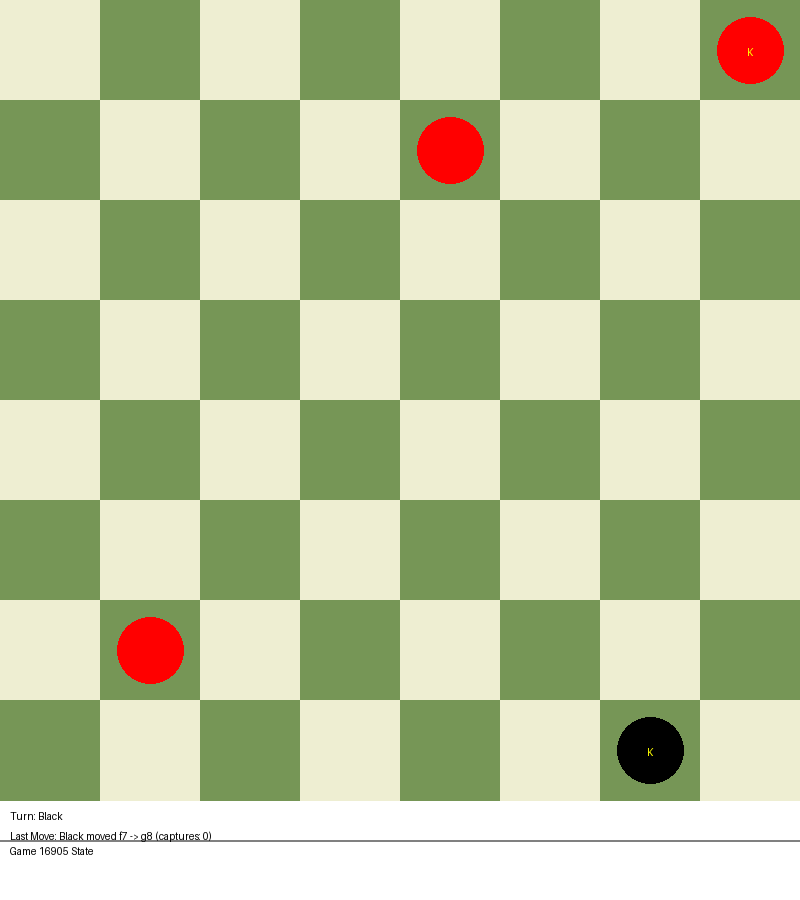 K
K
Turn: Black
Last Move: Black moved f7 -> g8 (captures: 0)
Game 16905 State